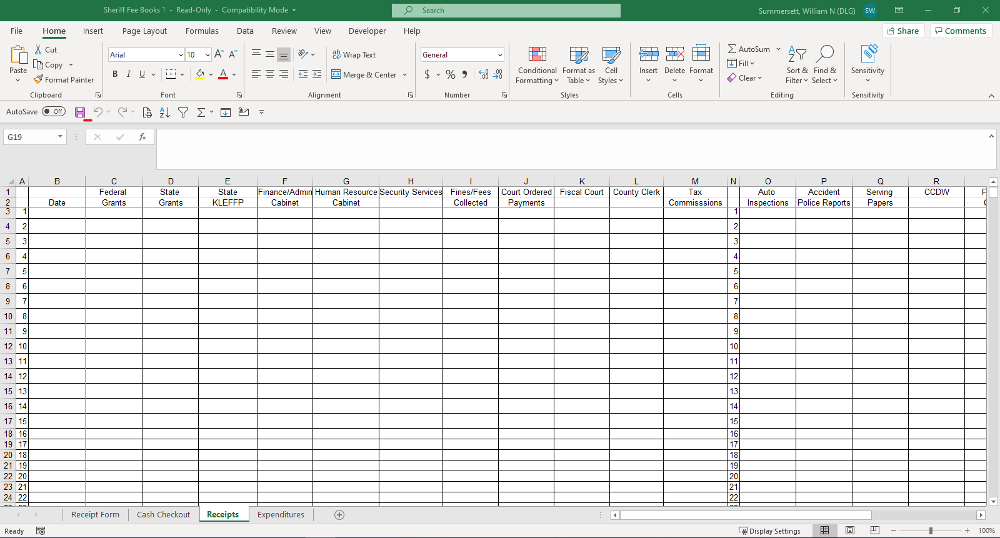 Sheriff Fee Books 1 - Read-Only - Compatibility Mode
Search
Summersett, William N (DLG) SW
File Home Insert Page Layout Formulas Data Review View Developer Help
Share Comments
Paste
Cut
Copy
Format Painter
Clipboard
Arial 10
B I U
Font
Wrap Text
Merge & Center
Alignment
General
$ % 9
Number
Conditional Formatting
Format as Table
Cell Styles
Styles
Insert Delete Format
Cells
AutoSum
Fill
Clear
Sort & Filter
Find & Select
Editing
Sensitivity
Sensitivity
AutoSave Off
G19
fx
A B C D E F G H I J K L M N O P Q R
1 Federal State State Finance/Admin Human Resource Security Services Fines/Fees Court Ordered Fiscal Court County Clerk Tax Auto Accident Serving CCDW
2 Date Grants Grants KLEFFP Cabinet Cabinet Collected Payments Commisssions Inspections Police Reports Papers
3 1 1
4 2 2
5 3 3
6 4 4
7 5 5
8 6 6
9 7 7
10 8 8
11 9 9
12 10 10
13 11 11
14 12 12
15 13 13
16 14 14
17 15 15
18 16 16
19 17 17
20 18 18
21 19 19
22 20 20
23 21 21
24 22 22
Receipt Form Cash Checkout Receipts Expenditures
Ready
Display Settings
100%